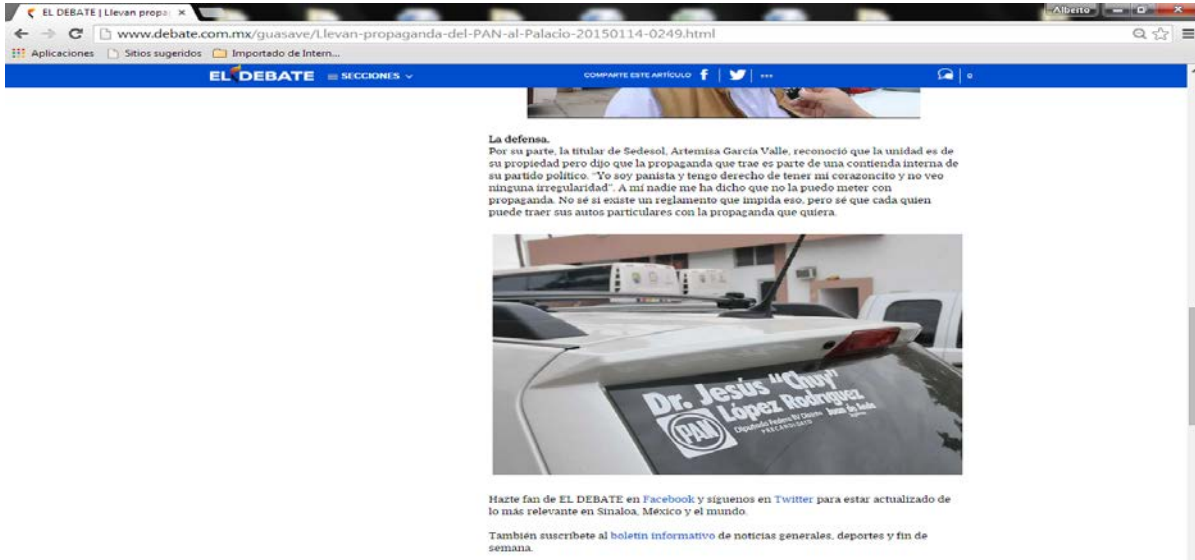 EL DEBATE | Llevan propa
Alberto
www.debate.com.mx/guasave/Llevan-propaganda-del-PAN-al-Palacio-20150114-0249.html
Aplicaciones Sitios sugeridos Importado de Intern...
EL DEBATE SECCIONES COMPARTE ESTE ARTÍCULO 0
La defensa.
Por su parte, la titular de Sedesol, Artemisa García Valle, reconoció que la unidad es de
su propiedad pero dijo que la propaganda que trae es parte de una contienda interna de
su partido político. "Yo soy panista y tengo derecho de tener mi corazoncito y no veo
ninguna irregularidad". A mí nadie me ha dicho que no la puedo meter con
propaganda. No sé si existe un reglamento que impida eso, pero sé que cada quien
puede traer sus autos particulares con la propaganda que quiera.
Dr. Jesús "Chuy"
López Rodríguez
PAN
Diputado Federal IV Distrito
PRECANDIDATO
Hazte fan de EL DEBATE en Facebook y síguenos en Twitter para estar actualizado de
lo más relevante en Sinaloa, México y el mundo.
También suscríbete al boletín informativo de noticias generales, deportes y fin de
semana.